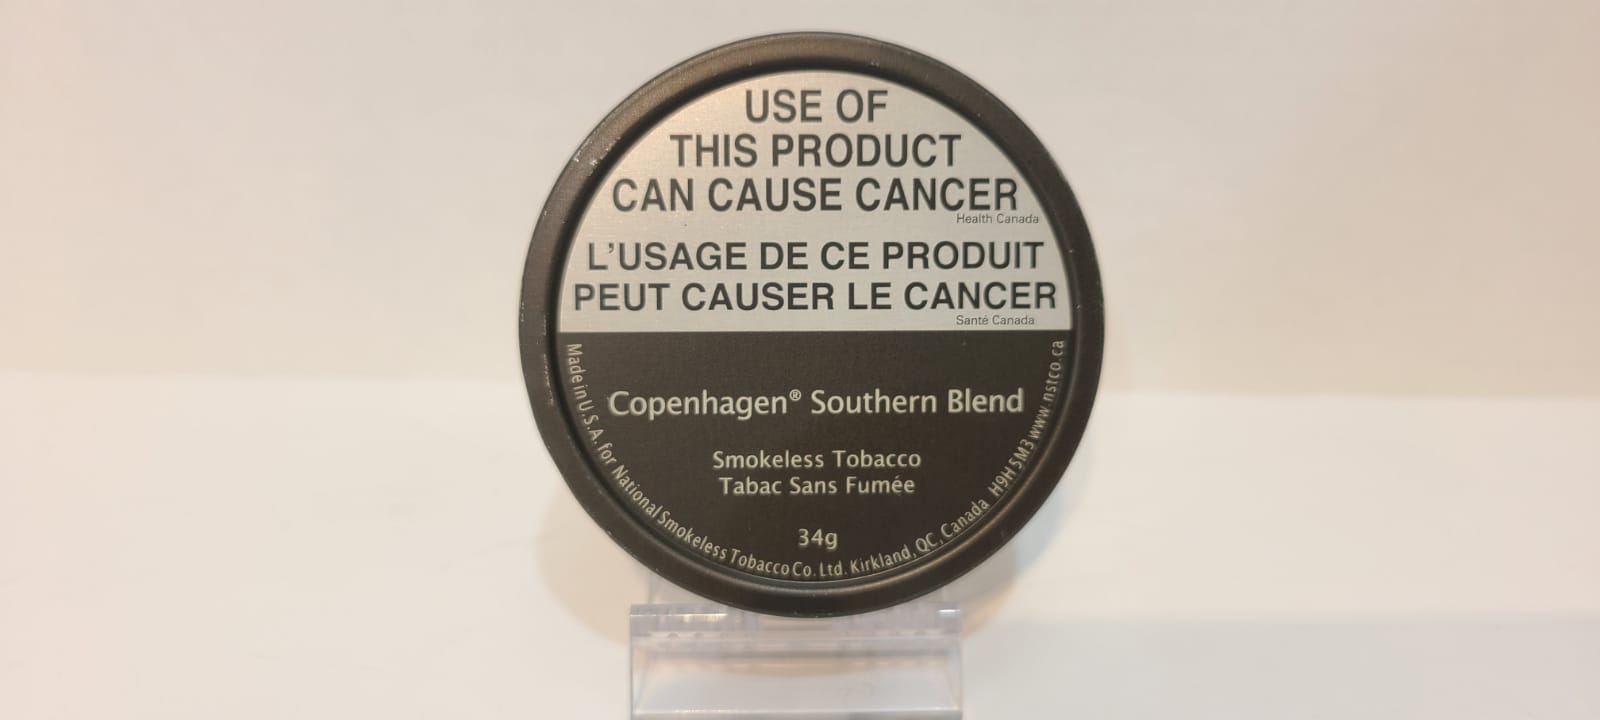 USE OF
THIS PRODUCT
CAN CAUSE CANCER
Health Canada
L'USAGE DE CE PRODUIT
PEUT CAUSER LE CANCER
Santé Canada
Copenhagen® Southern Blend
Smokeless Tobacco
Tabac Sans Fumée
34g
Made in U.S.A. for National Smokeless Tobacco Co. Ltd. Kirkland, QC, Canada H9H 5M3 www.nstco.ca